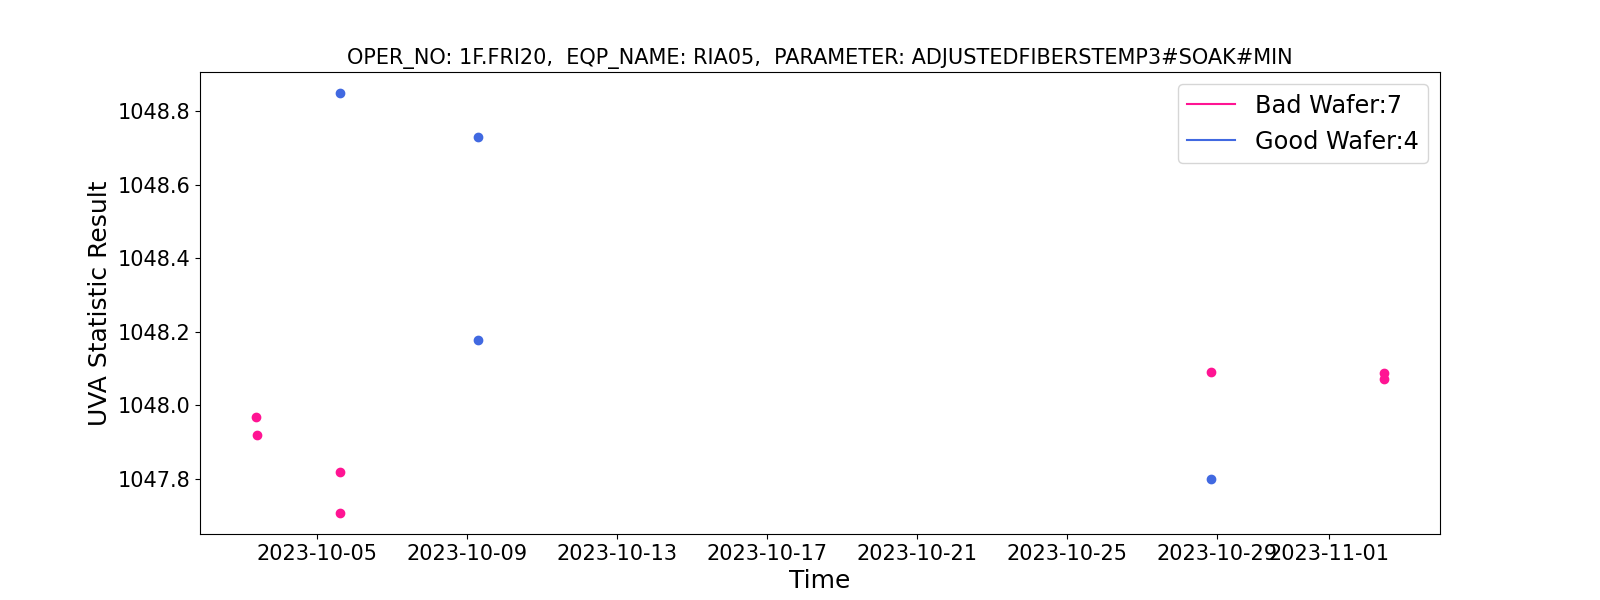 OPER_NO: 1F.FRI20,  EQP_NAME: RIA05,  PARAMETER: ADJUSTEDFIBERSTEMP3#SOAK#MIN
Bad Wafer:7
Good Wafer:4
UVA Statistic Result
1048.8
1048.6
1048.4
1048.2
1048.0
1047.8
2023-10-05 2023-10-09 2023-10-13 2023-10-17 2023-10-21 2023-10-25 2023-10-29 2023-11-01
Time